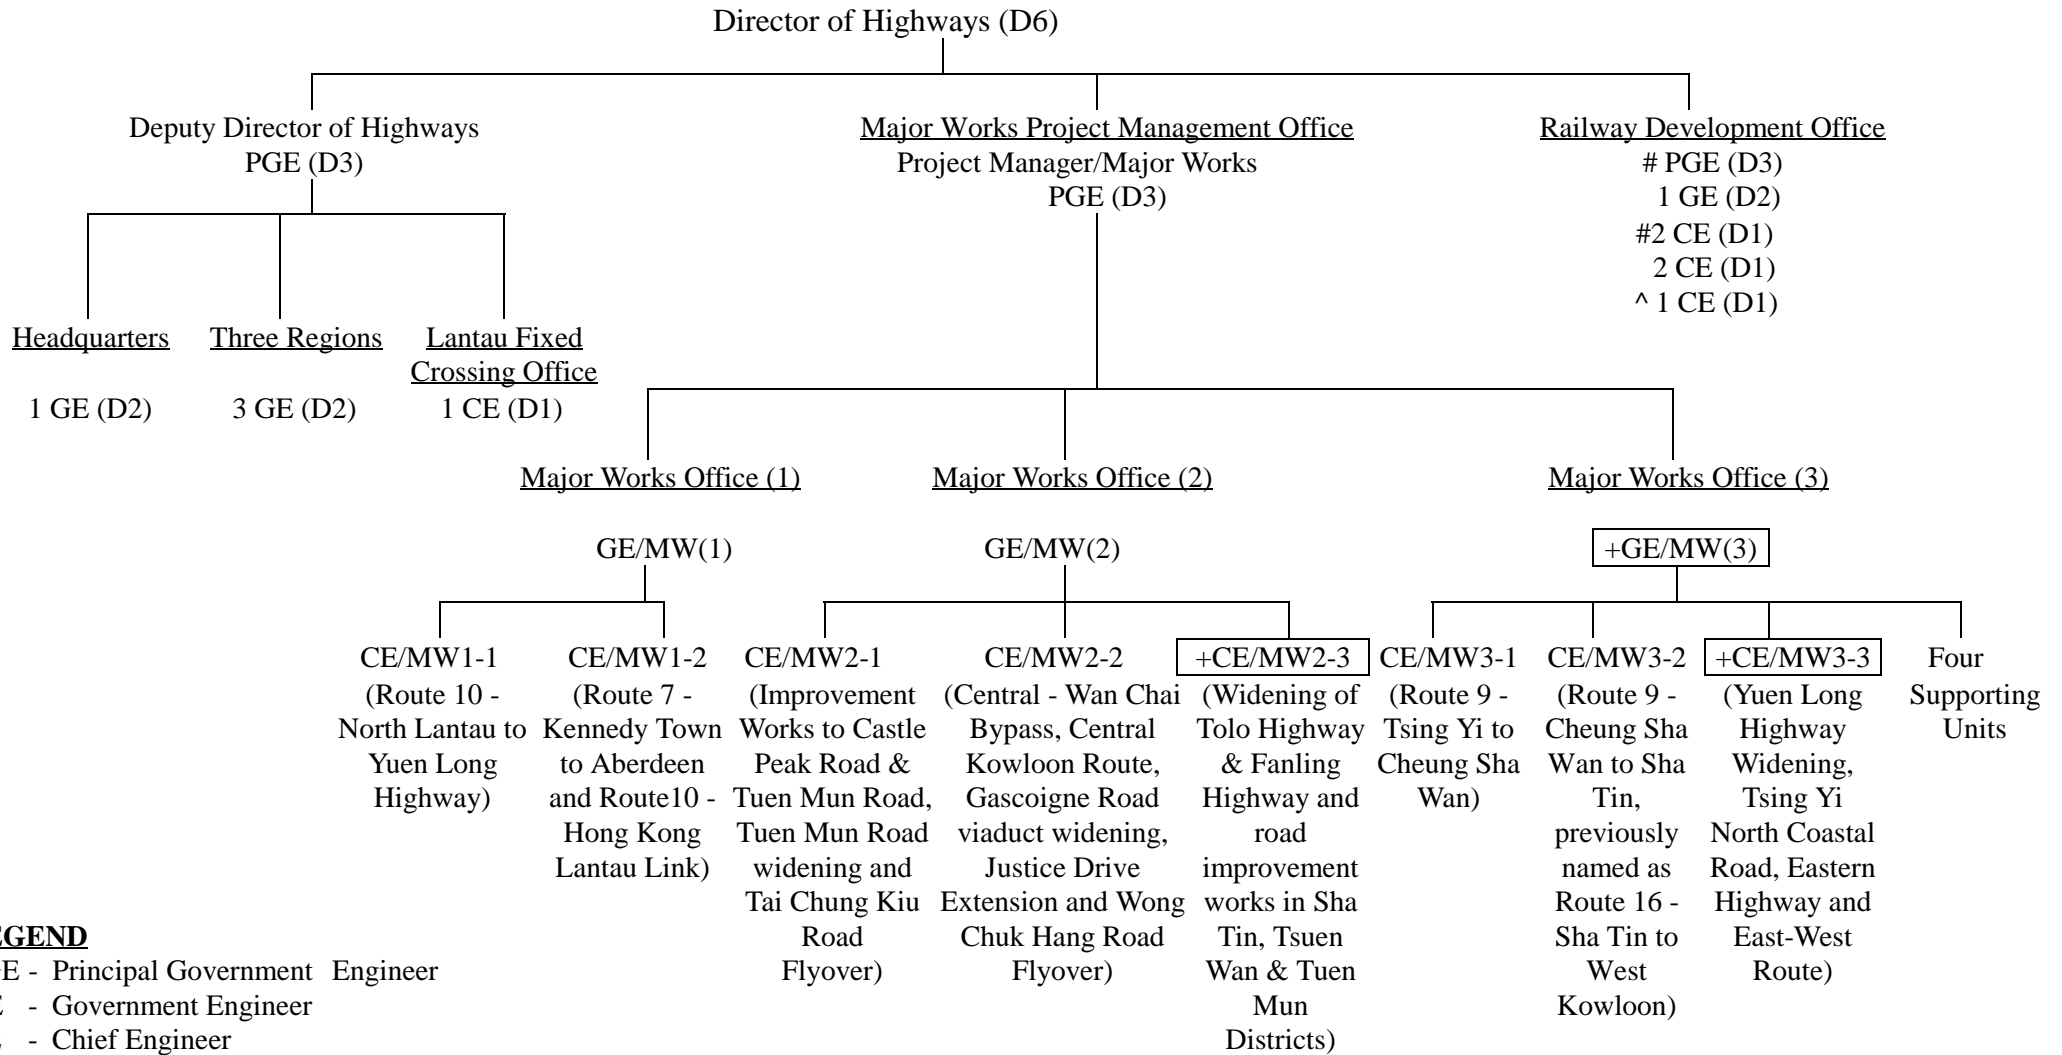 Director of Highways (D6)
Deputy Director of Highways
PGE (D3)
Major Works Project Management Office
Project Manager/Major Works
PGE (D3)
Railway Development Office
# PGE (D3)
1 GE (D2)
#2 CE (D1)
2 CE (D1)
^ 1 CE (D1)
Headquarters
1 GE (D2)
Three Regions
3 GE (D2)
Lantau Fixed
Crossing Office
1 CE (D1)
Major Works Office (1)
GE/MW(1)
Major Works Office (2)
GE/MW(2)
Major Works Office (3)
+GE/MW(3)
CE/MW1-1
(Route 10 -
North Lantau to
Yuen Long
Highway)
CE/MW1-2
(Route 7 -
Kennedy Town
to Aberdeen
and Route10 -
Hong Kong
Lantau Link)
CE/MW2-1
(Improvement
Works to Castle
Peak Road &
Tuen Mun Road,
Tuen Mun Road
widening and
Tai Chung Kiu
Road
Flyover)
CE/MW2-2
(Central - Wan Chai
Bypass, Central
Kowloon Route,
Gascoigne Road
viaduct widening,
Justice Drive
Extension and Wong
Chuk Hang Road
Flyover)
+CE/MW2-3
(Widening of
Tolo Highway
& Fanling
Highway and
road
improvement
works in Sha
Tin, Tsuen
Wan & Tuen
Mun
Districts)
CE/MW3-1
(Route 9 -
Tsing Yi to
Cheung Sha
Wan)
CE/MW3-2
(Route 9 -
Cheung Sha
Wan to Sha
Tin,
previously
named as
Route 16 -
Sha Tin to
West
Kowloon)
+CE/MW3-3
(Yuen Long
Highway
Widening,
Tsing Yi
North Coastal
Road, Eastern
Highway and
East-West
Route)
Four
Supporting
Units
EGEND
E - Principal Government Engineer
- Government Engineer
- Chief Engineer